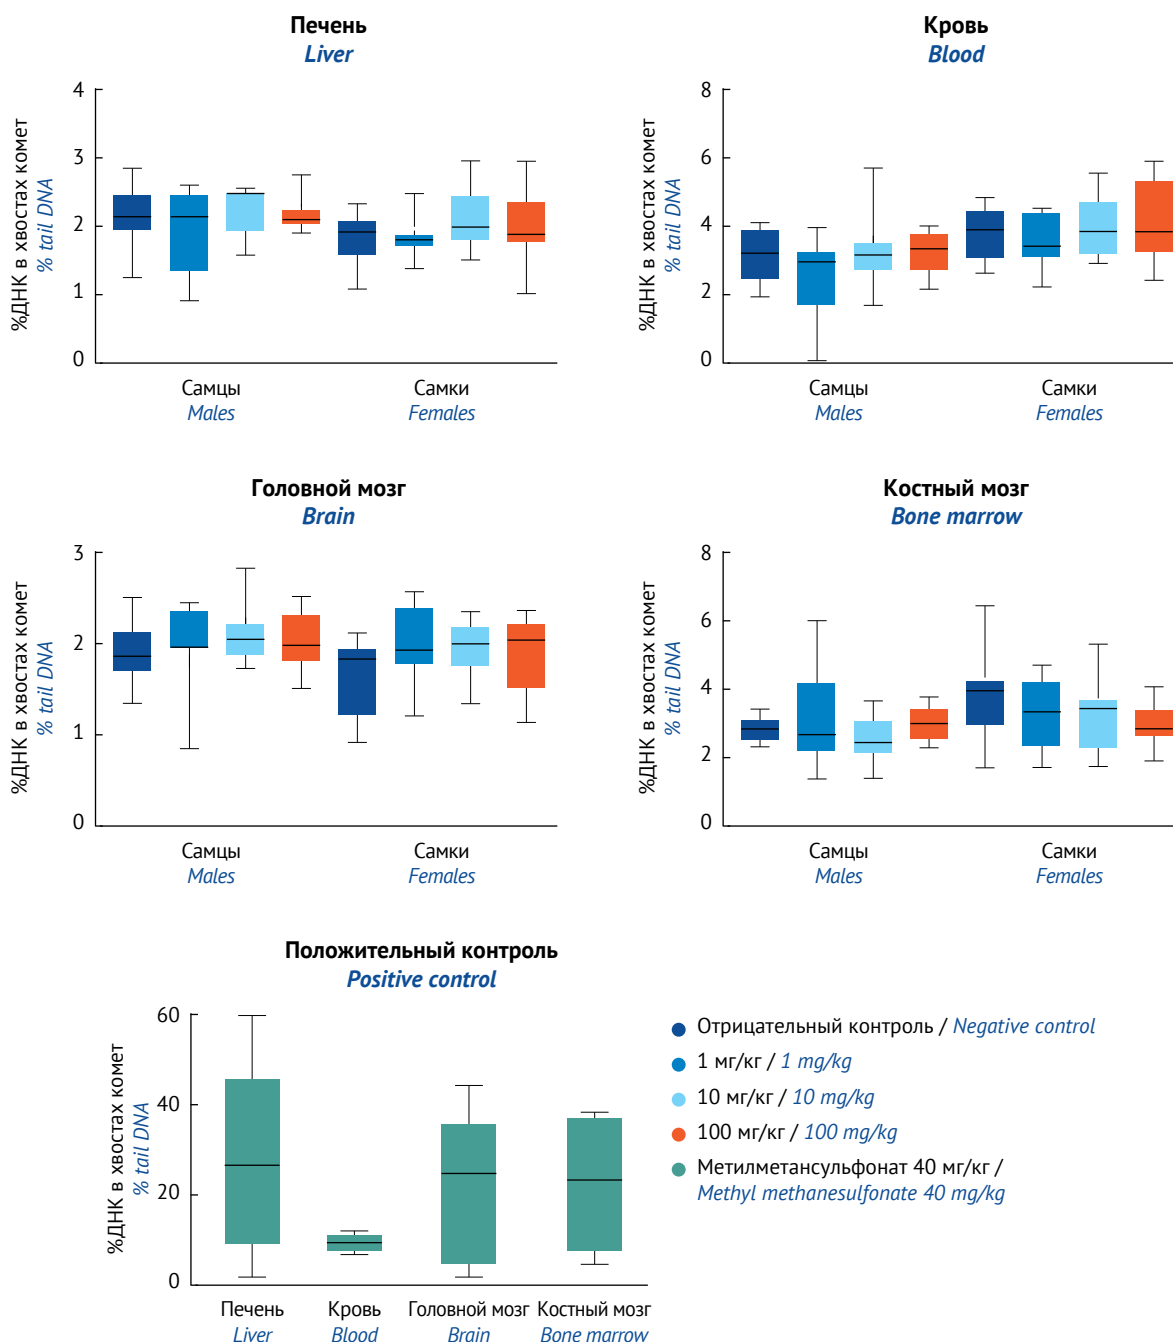 Печень
Liver
%ДНК в хвостах комет
% tail DNA
4
3
2
1
0
Самцы
Males
Самки
Females
Кровь
Blood
%ДНК в хвостах комет
% tail DNA
8
6
4
2
0
Самцы
Males
Самки
Females
Головной мозг
Brain
%ДНК в хвостах комет
% tail DNA
3
2
1
0
Самцы
Males
Самки
Females
Костный мозг
Bone marrow
%ДНК в хвостах комет
% tail DNA
8
6
4
2
0
Самцы
Males
Самки
Females
Положительный контроль
Positive control
%ДНК в хвостах комет
% tail DNA
60
40
20
0
Печень
Liver
Кровь
Blood
Головной мозг
Brain
Костный мозг
Bone marrow
Отрицательный контроль / Negative control
1 мг/кг / 1 mg/kg
10 мг/кг / 10 mg/kg
100 мг/кг / 100 mg/kg
Метилметансульфонат 40 мг/кг /
Methyl methanesulfonate 40 mg/kg